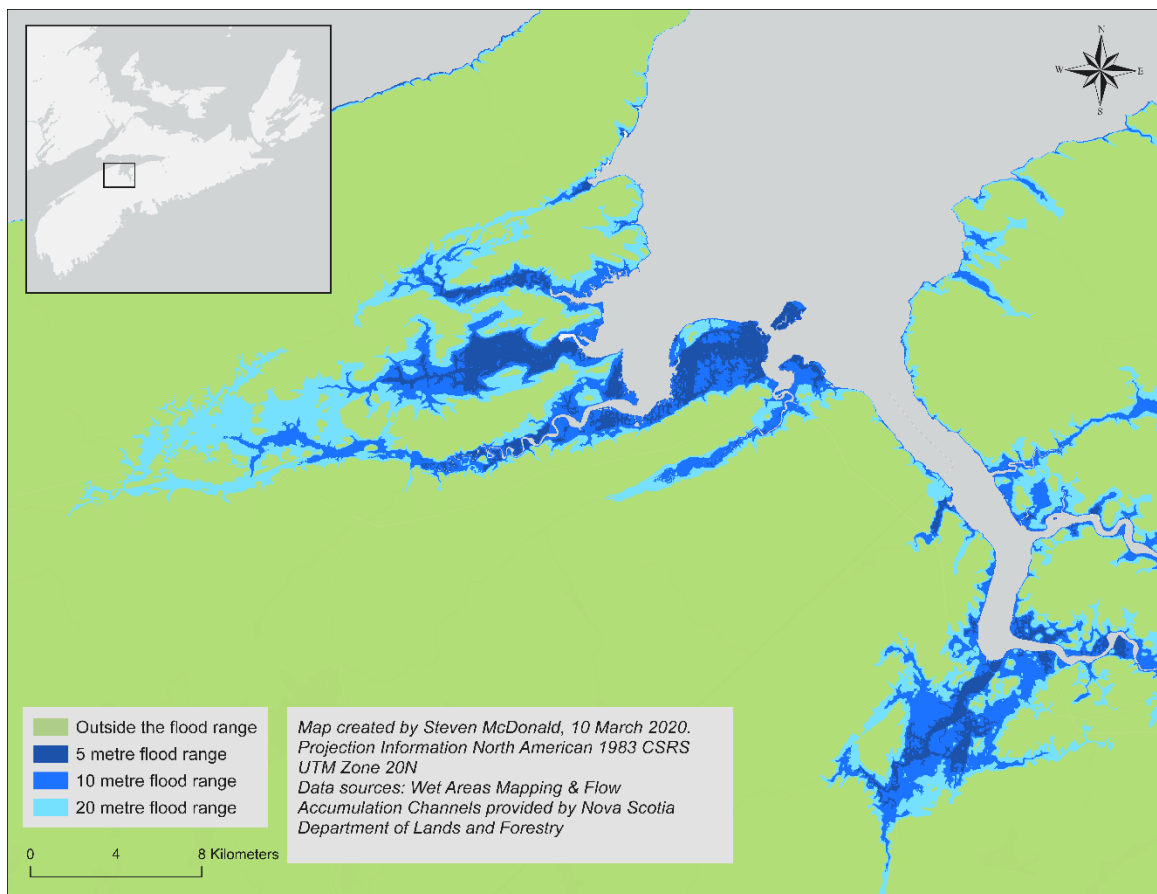 N
W E
S
Outside the flood range
5 metre flood range
10 metre flood range
20 metre flood range
0 4 8 Kilometers
Map created by Steven McDonald, 10 March 2020.
Projection Information North American 1983 CSRS
UTM Zone 20N
Data sources: Wet Areas Mapping & Flow
Accumulation Channels provided by Nova Scotia
Department of Lands and Forestry